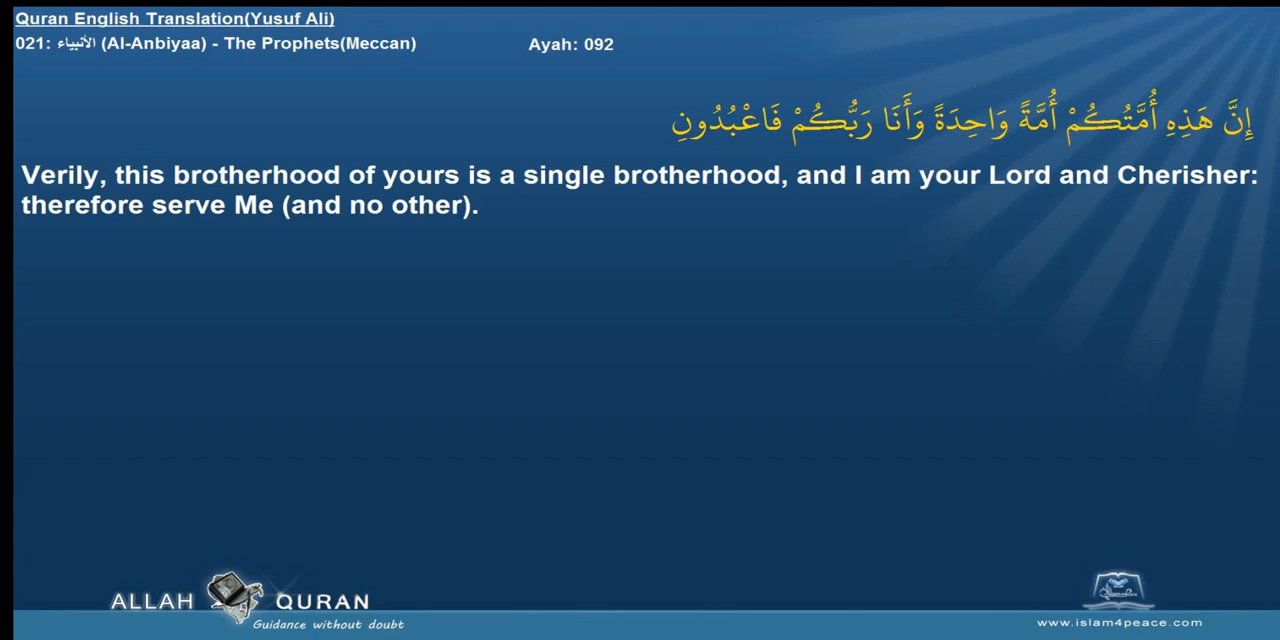 Quran English Translation(Yusuf Ali)
021: الأنبياء (Al-Anbiyaa) - The Prophets(Meccan) Ayah: 092
إِنَّ هَذِهِ أُمَّتُكُمْ أُمَّةً وَاحِدَةً وَأَنَا رَبُّكُمْ فَاعْبُدُونِ
Verily, this brotherhood of yours is a single brotherhood, and I am your Lord and Cherisher:
therefore serve Me (and no other).
ALLAH QURAN
Guidance without doubt
www.islam4peace.com